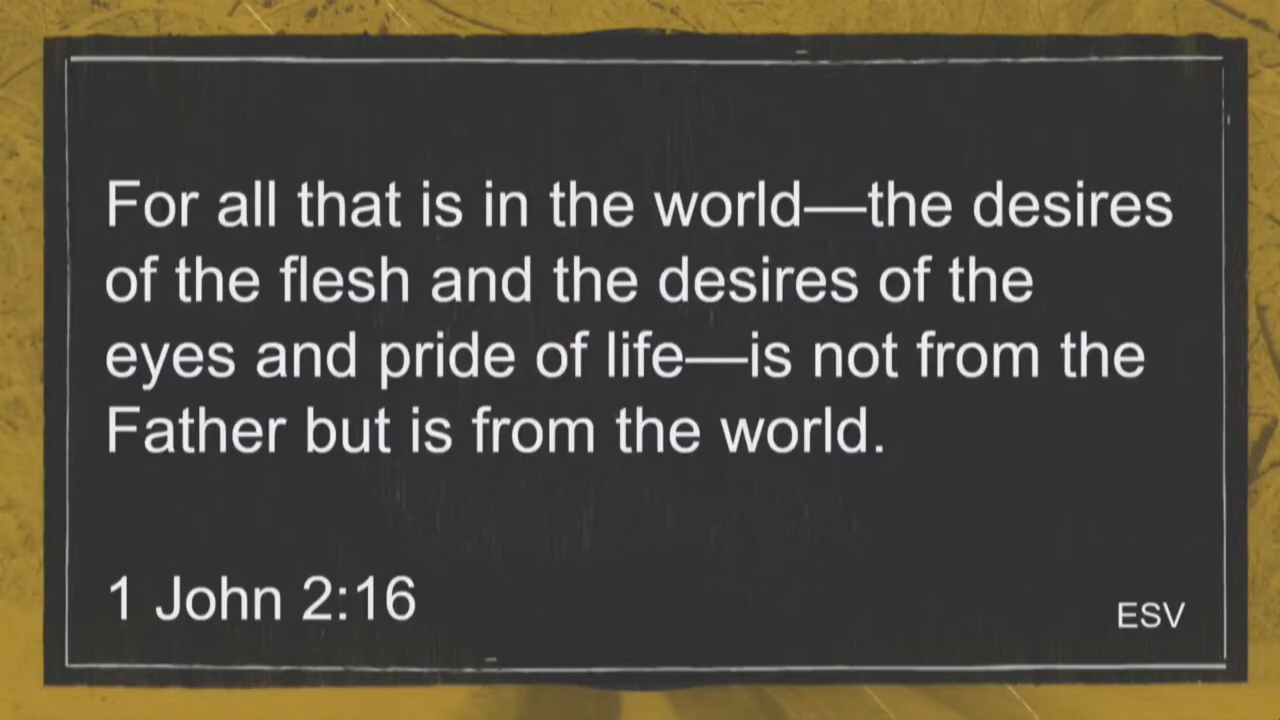 For all that is in the world—the desires
of the flesh and the desires of the
eyes and pride of life—is not from the
Father but is from the world.
1 John 2:16
ESV